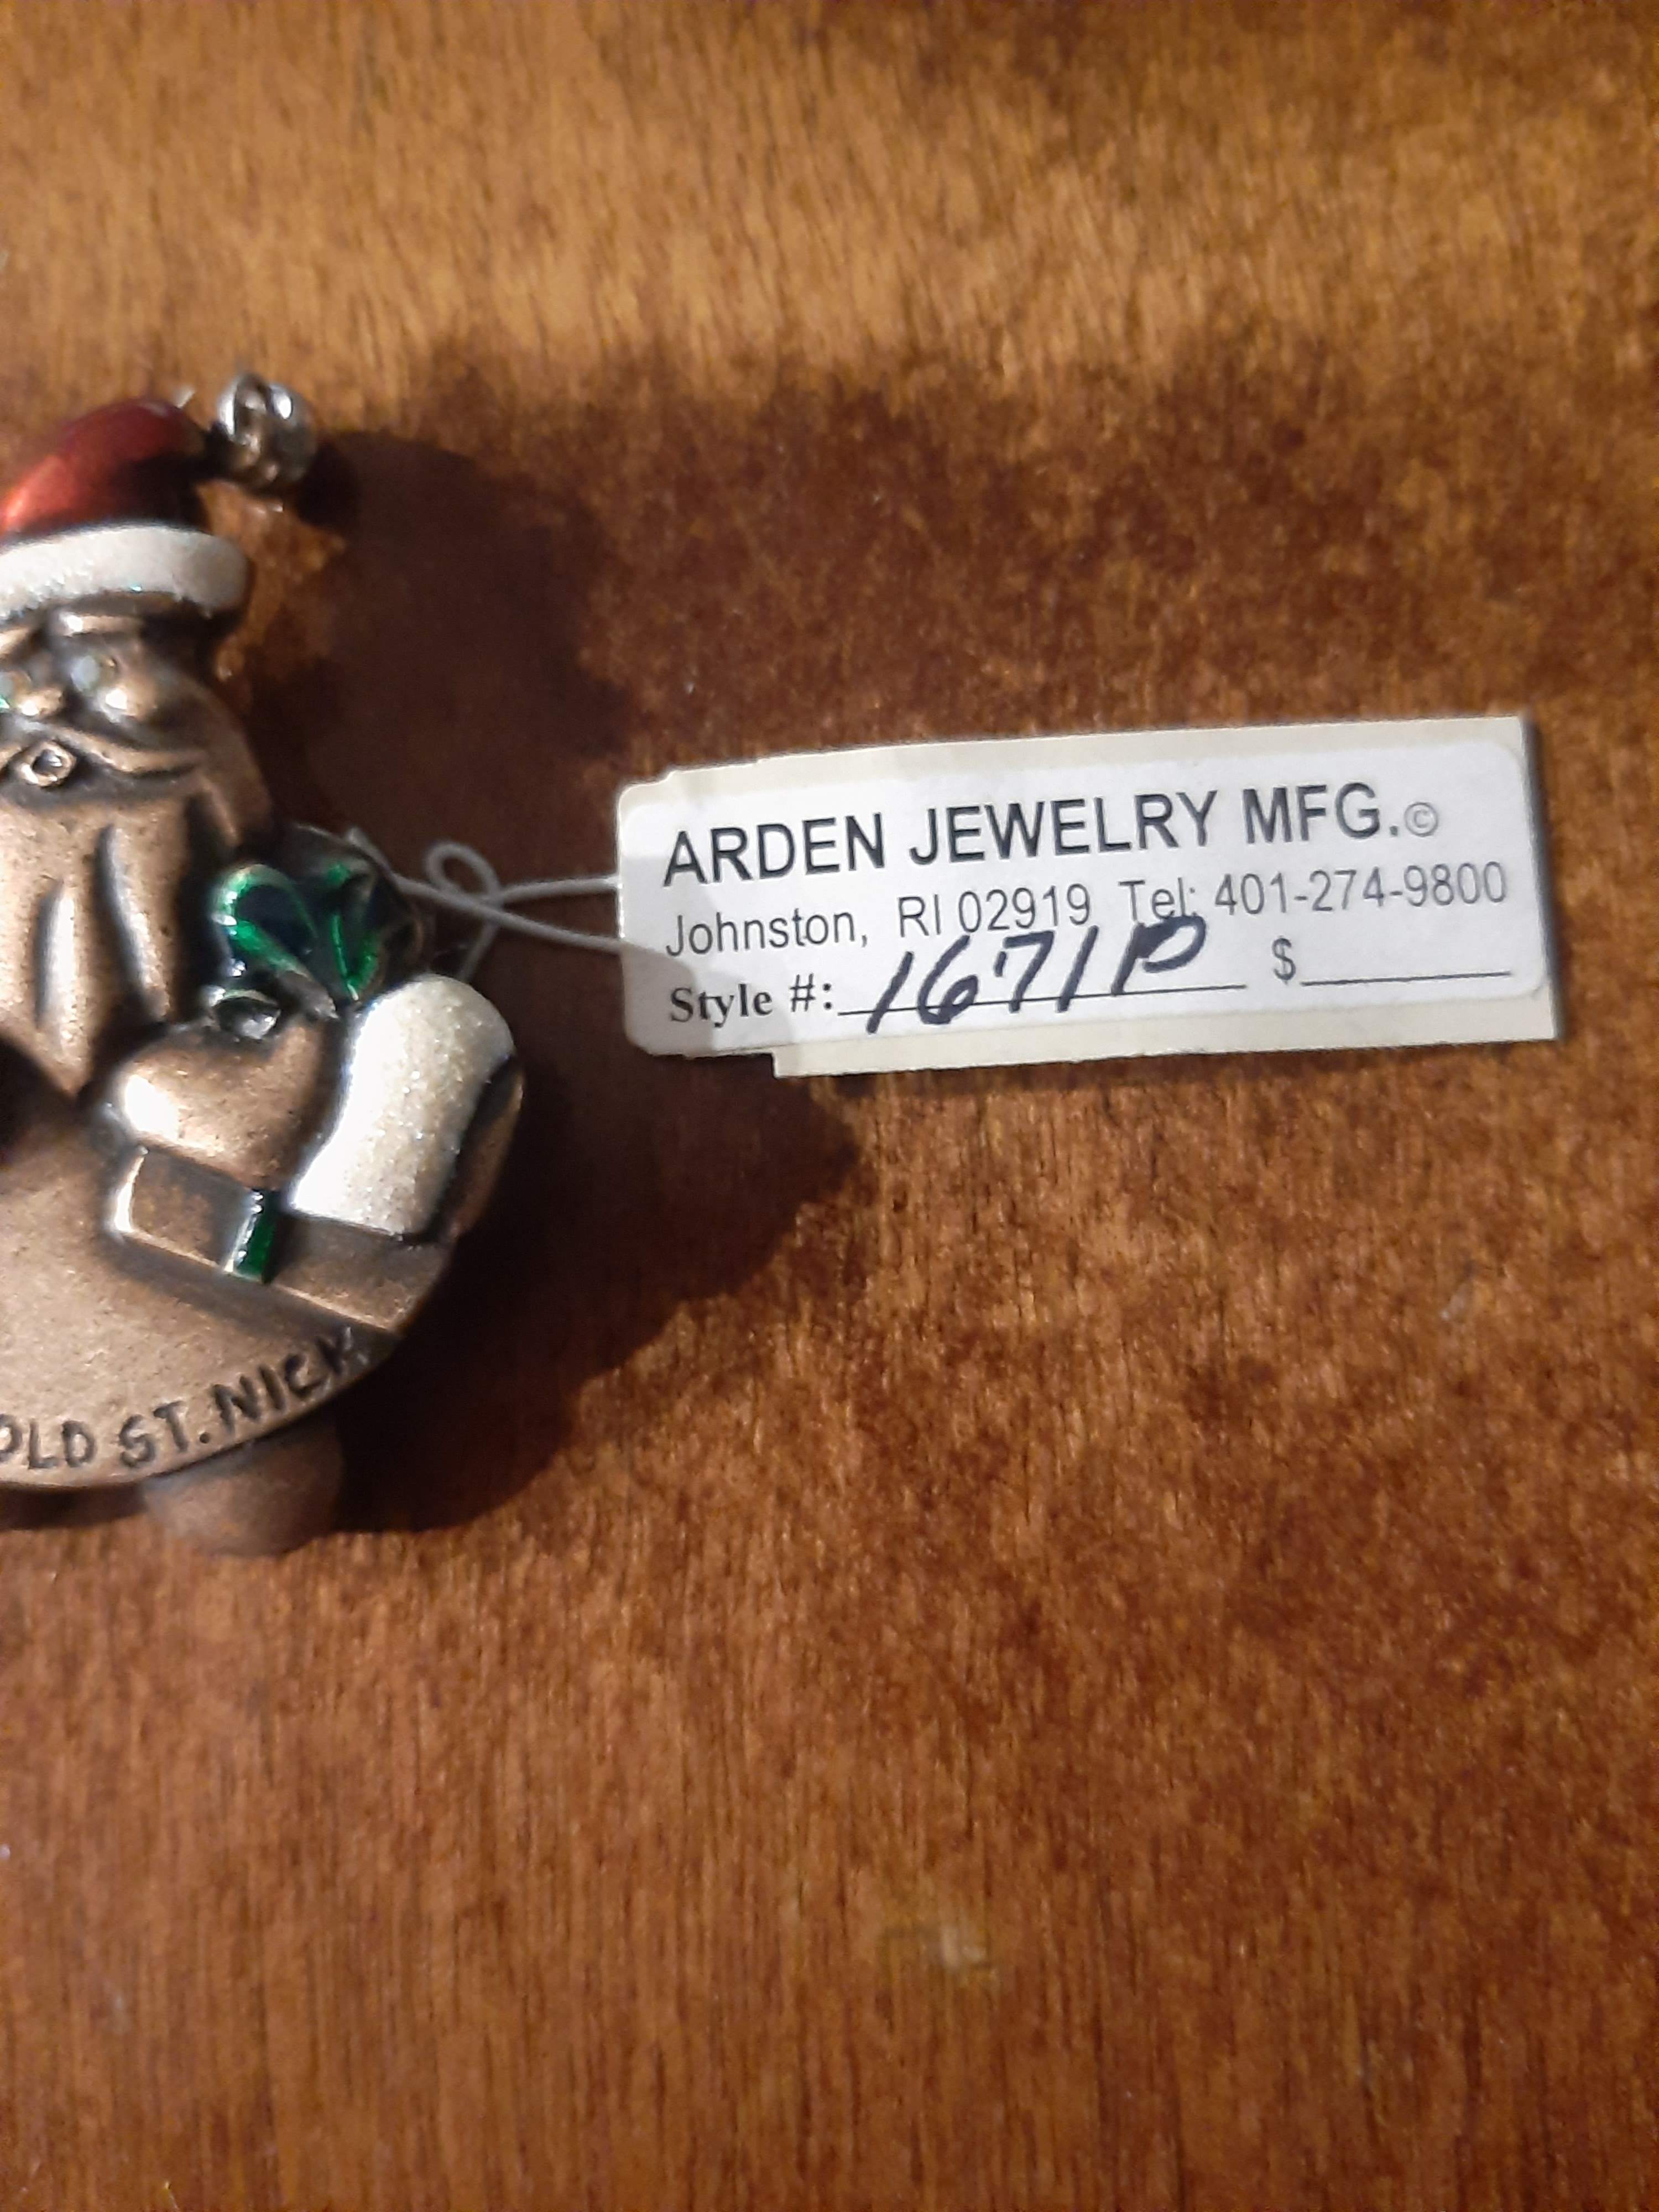 ARDEN JEWELRY MFG.©
Johnston, RI 02919 Tel: 401-274-9800
Style #: 1671P $
OLD ST. NICK